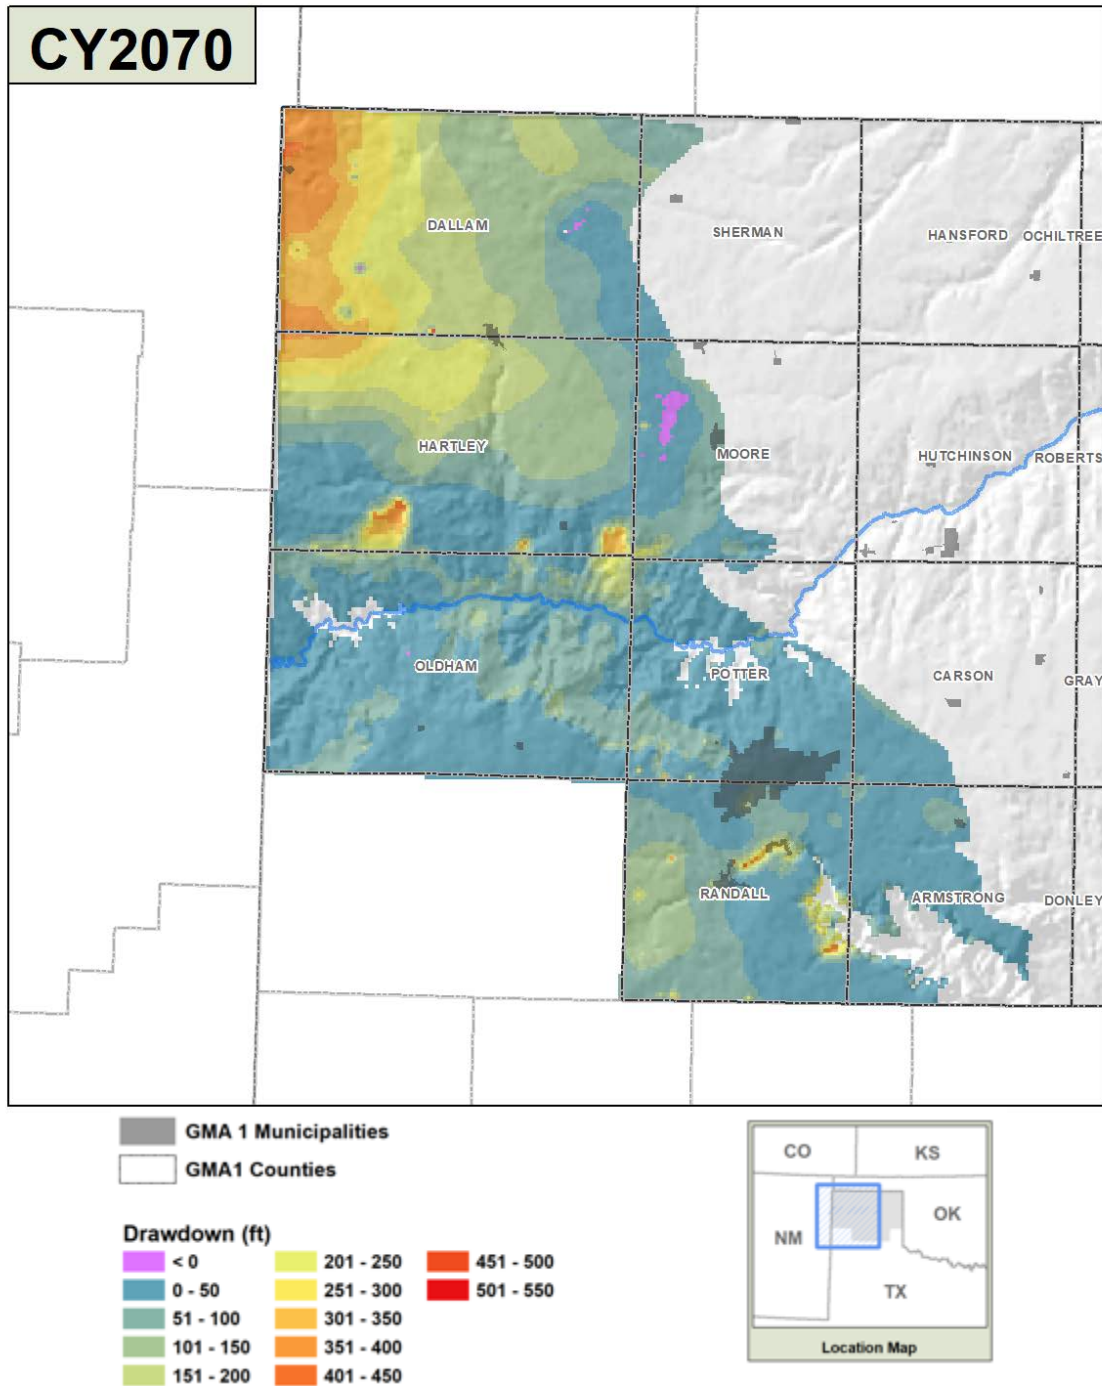 CY2070
DALLAM
SHERMAN
HANSFORD
OCHILTREE
HARTLEY
MOORE
HUTCHINSON
ROBERTS
OLDHAM
POTTER
CARSON
GRAY
RANDALL
ARMSTRONG
DONLEY
GMA 1 Municipalities
GMA1 Counties
Drawdown (ft)
< 0
0 - 50
51 - 100
101 - 150
151 - 200
201 - 250
251 - 300
301 - 350
351 - 400
401 - 450
451 - 500
501 - 550
CO
KS
NM
OK
TX
Location Map